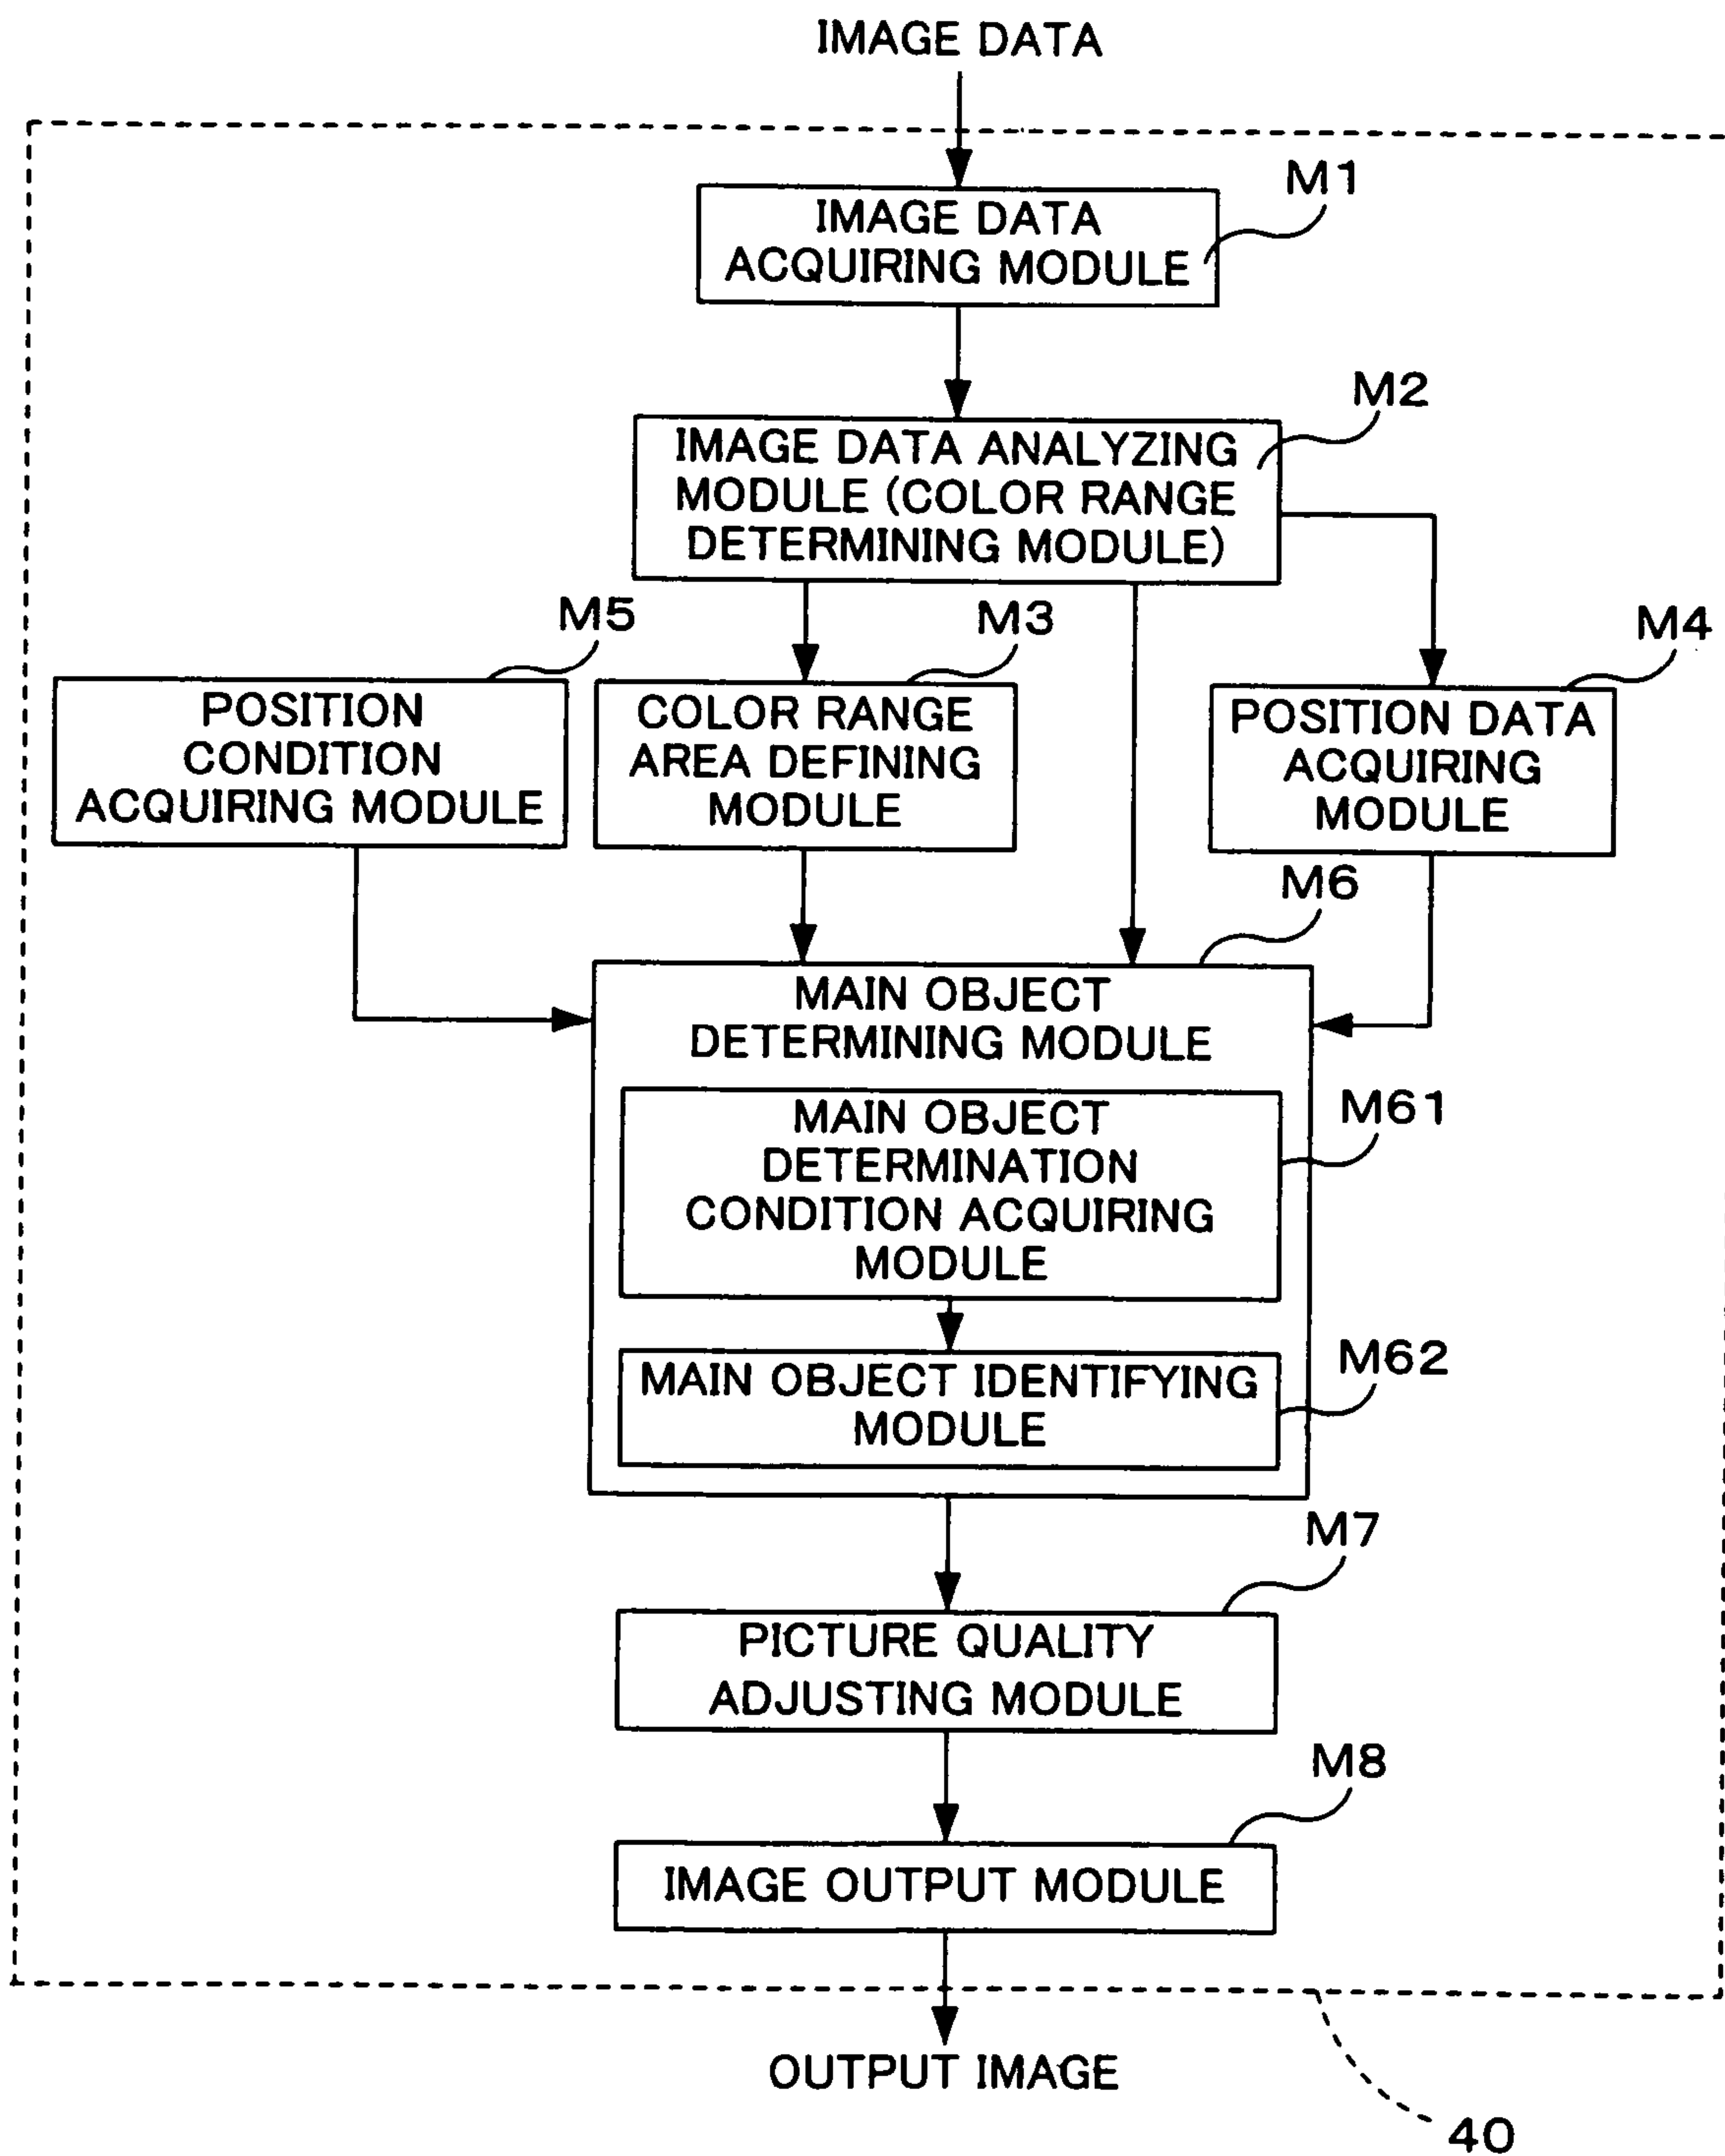 IMAGE DATA
M1
IMAGE DATA
ACQUIRING MODULE
M2
IMAGE DATA ANALYZING
MODULE (COLOR RANGE
DETERMINING MODULE)
M5
POSITION
CONDITION
ACQUIRING MODULE
M3
COLOR RANGE
AREA DEFINING
MODULE
M4
POSITION DATA
ACQUIRING
MODULE
M6
MAIN OBJECT
DETERMINING MODULE
M61
MAIN OBJECT
DETERMINATION
CONDITION ACQUIRING
MODULE
M62
MAIN OBJECT IDENTIFYING
MODULE
M7
PICTURE QUALITY
ADJUSTING MODULE
M8
IMAGE OUTPUT MODULE
OUTPUT IMAGE
40